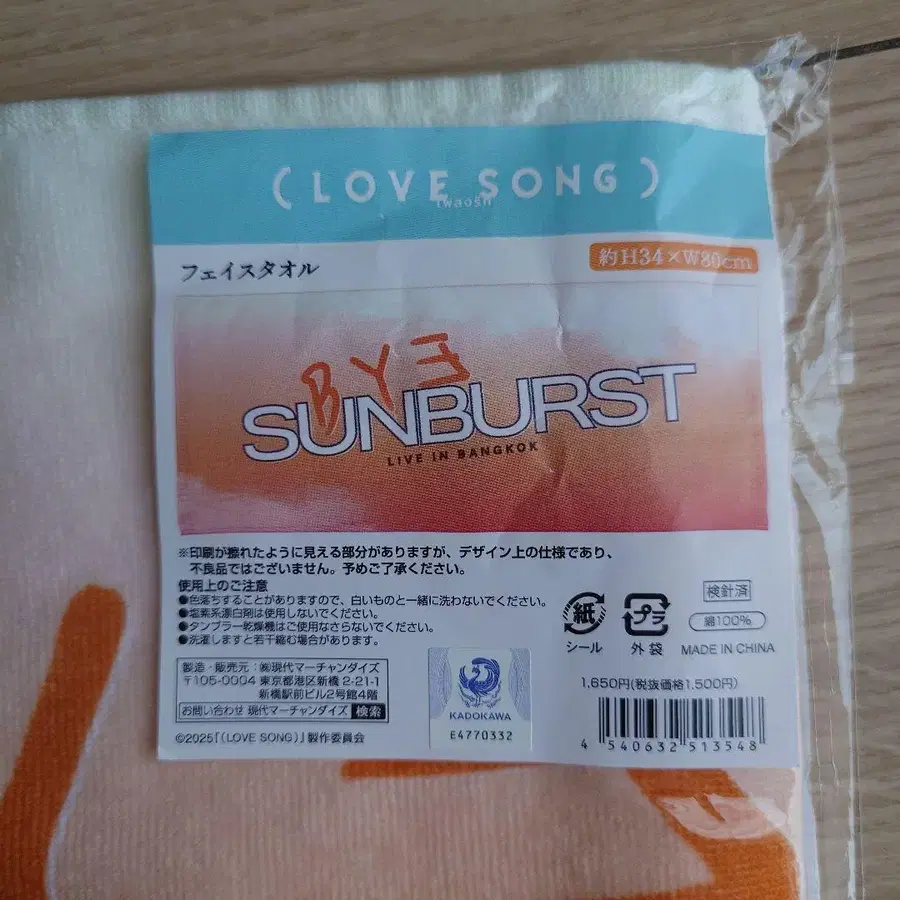 (LOVE SONG)
フェイスタオル
約H34×W80cm
BYE
SUNBURST
LIVE IN BANGKOK
※印刷が擦れたように見える部分がありますが、デザイン上の仕様であり、
不良品ではございません。予めご了承ください。
使用上のご注意
●色落ちすることがありますので、白いものと一緒に洗わないでください。
●塩素系漂白剤は使用しないでください。
●タンブラー乾燥機はご使用なさらないでください。
●洗濯しますと若干縮む場合があります。
紙
シール
プラ
外袋
検針済
綿100%
MADE IN CHINA
製造・販売元：㈱現代マーチャンダイズ
〒105-0004 東京都港区新橋 2-21-1
新橋駅前ビル2号館4階
お問い合わせ 現代マーチャンダイズ 検索
©2025「(LOVE SONG)」製作委員会
KADOKAWA
E4770332
1,650円(税抜価格1,500円)
4 540632 513548